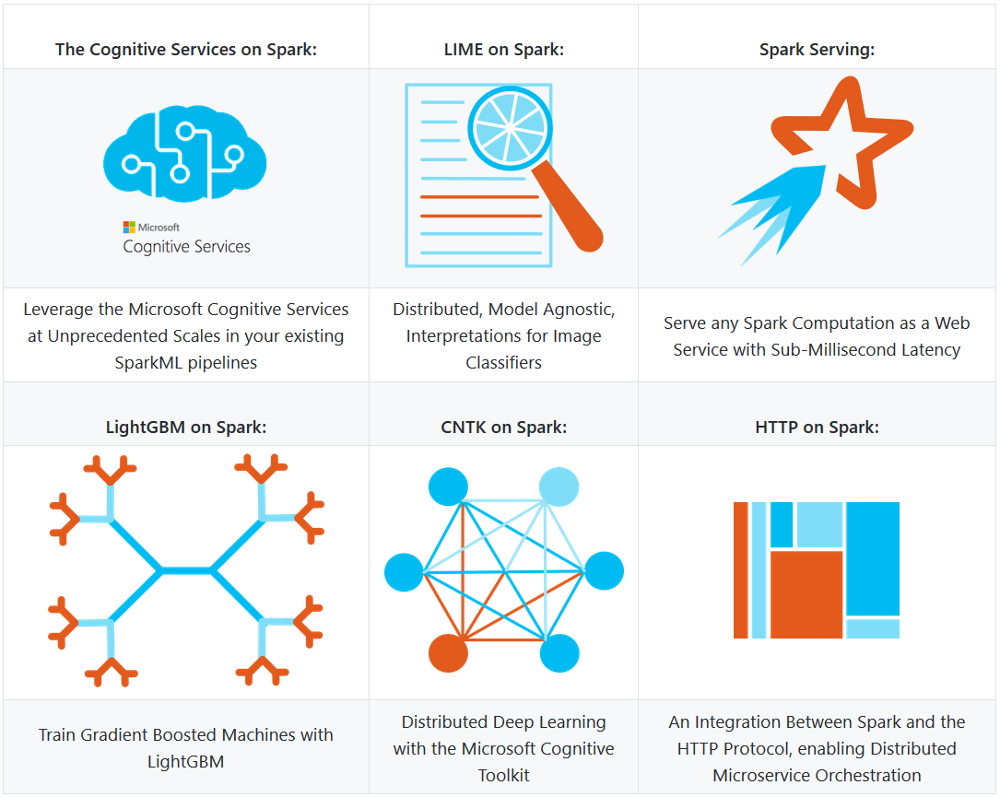 The Cognitive Services on Spark:
LIME on Spark:
Spark Serving:
Microsoft
Cognitive Services
Leverage the Microsoft Cognitive Services
at Unprecedented Scales in your existing
SparkML pipelines
Distributed, Model Agnostic,
Interpretations for Image
Classifiers
Serve any Spark Computation as a Web
Service with Sub-Millisecond Latency
LightGBM on Spark:
CNTK on Spark:
HTTP on Spark:
Train Gradient Boosted Machines with
LightGBM
Distributed Deep Learning
with the Microsoft Cognitive
Toolkit
An Integration Between Spark and the
HTTP Protocol, enabling Distributed
Microservice Orchestration